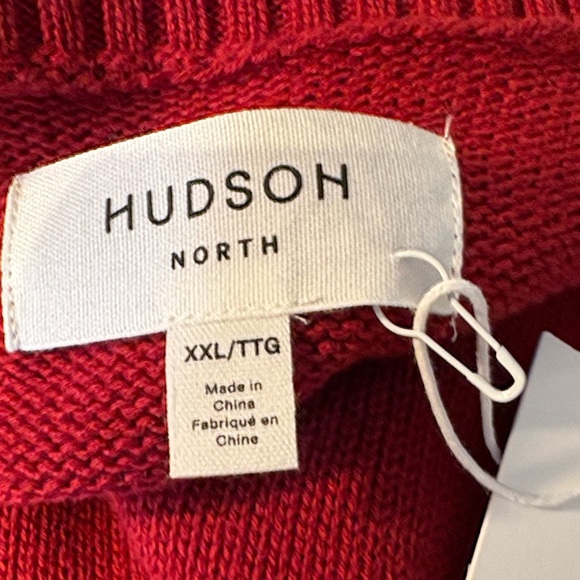 HUDSON
NORTH
XXL/TTG
Made in
China
Fabriqué en
Chine